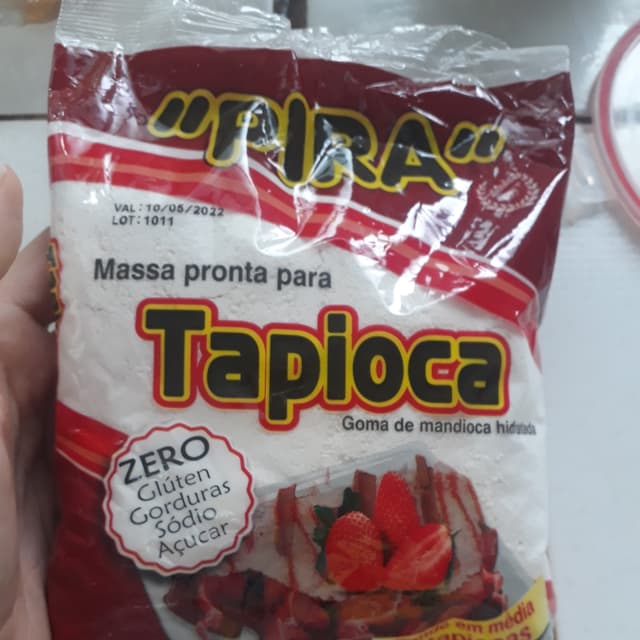 "PIRA"
VAL: 10/05/2022
LOT: 1011
Massa pronta para
Tapioca
Goma de mandioca hidratada
ZERO
Glúten
Gorduras
Sódio
Açucar
em média